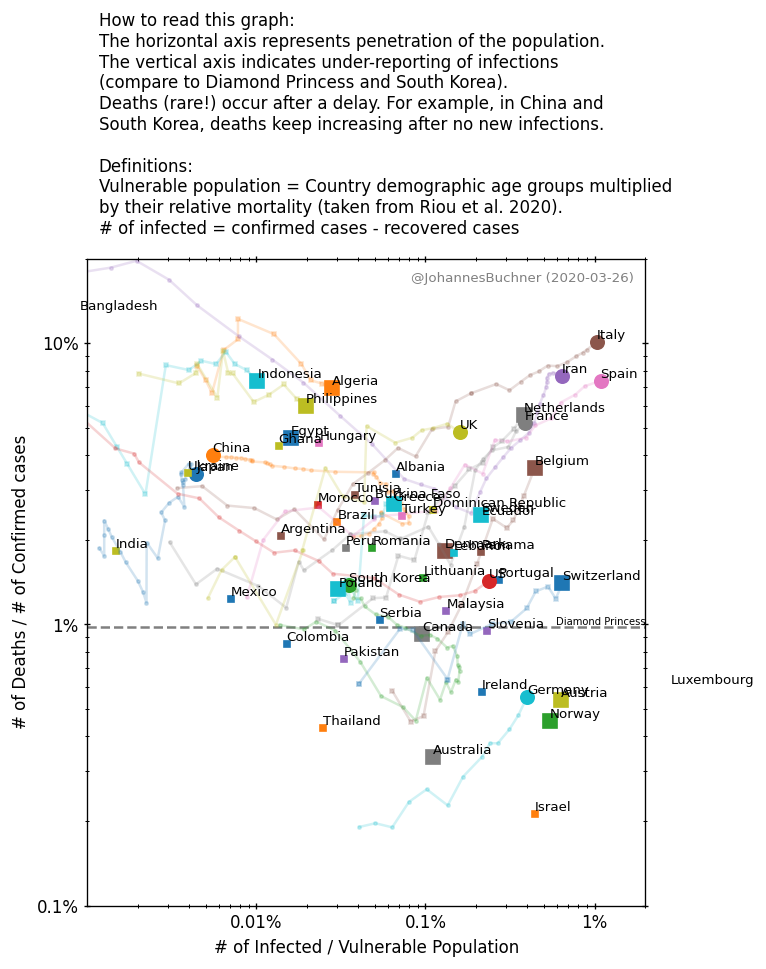 How to read this graph:
The horizontal axis represents penetration of the population.
The vertical axis indicates under-reporting of infections
(compare to Diamond Princess and South Korea).
Deaths (rare!) occur after a delay. For example, in China and
South Korea, deaths keep increasing after no new infections.
Definitions:
Vulnerable population = Country demographic age groups multiplied
by their relative mortality (taken from Riou et al. 2020).
# of infected = confirmed cases - recovered cases
@JohannesBuchner (2020-03-26)
Bangladesh
Italy
10%
Iran
Spain
Indonesia
Algeria
Philippines
Netherlands
France
UK
Egypt
Ghana
Hungary
China
Ukraine
Japan
Albania
Belgium
Tunisia
Burkina Faso
Greece
Morocco
Dominican Republic
Turkey
Ecuador
Brazil
Argentina
India
Peru
Romania
Denmark
Lebanon
Panama
South Korea
Poland
Lithuania
US
Portugal
Switzerland
Mexico
Malaysia
Serbia
Diamond Princess
1%
Canada
Slovenia
Colombia
Pakistan
Luxembourg
Ireland
Germany
Austria
Thailand
Norway
Australia
Israel
0.1%
0.01%
0.1%
1%
# of Deaths / # of Confirmed cases
# of Infected / Vulnerable Population